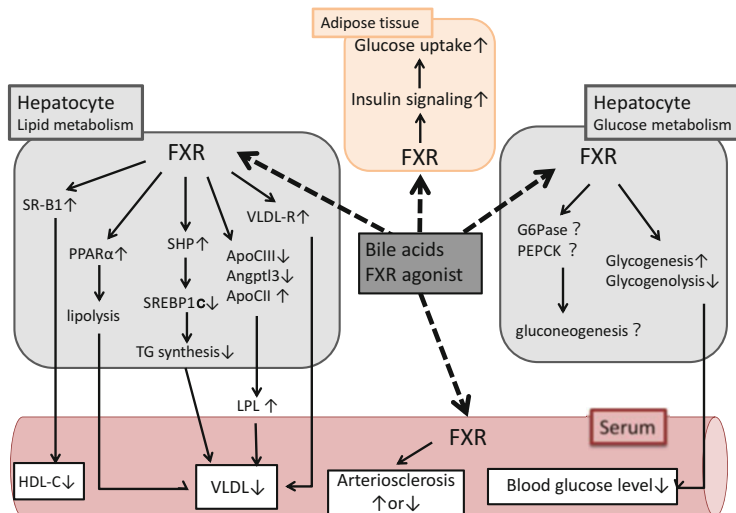 Adipose tissue
Glucose uptake↑
Insulin signaling↑
FXR
Hepatocyte
Lipid metabolism
FXR
SR-B1↑
PPARα↑
lipolysis
SHP↑
SREBP1c↓
TG synthesis↓
VLDL-R↑
ApoCIII↓
Angptl3↓
ApoCII ↑
LPL ↑
Bile acids
FXR agonist
Hepatocyte
Glucose metabolism
FXR
G6Pase ?
PEPCK ?
gluconeogenesis ?
Glycogenesis↑
Glycogenolysis↓
Serum
FXR
HDL-C↓
VLDL↓
Arteriosclerosis
↑or↓
Blood glucose level↓